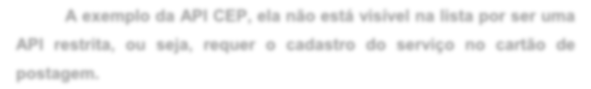 A exemplo da API CEP, ela não está visível na lista por ser uma
API restrita, ou seja, requer o cadastro do serviço no cartão de
postagem.